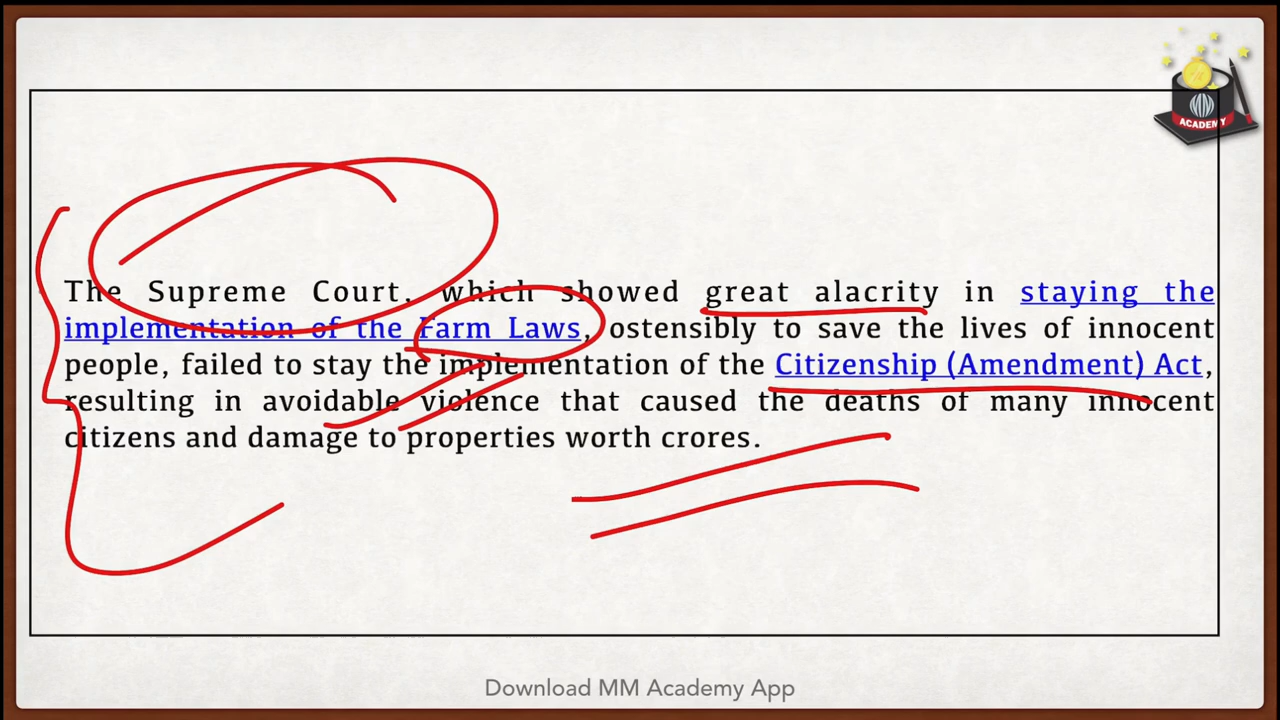 MM
ACADEMY
The Supreme Court, which showed great alacrity in staying the
implementation of the Farm Laws, ostensibly to save the lives of innocent
people, failed to stay the implementation of the Citizenship (Amendment) Act,
resulting in avoidable violence that caused the deaths of many innocent
citizens and damage to properties worth crores.
Download MM Academy App